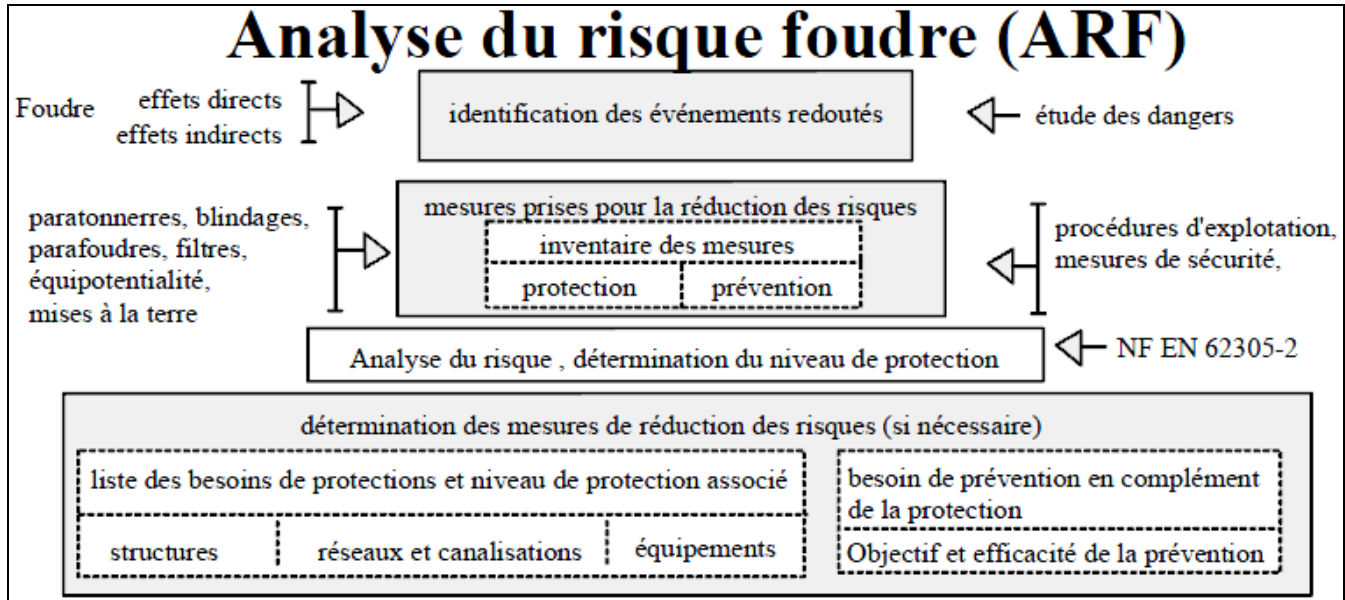 Analyse du risque foudre (ARF)
Foudre
effets directs
effets indirects
identification des événements redoutés
étude des dangers
paratonnerres, blindages,
parafoudres, filtres,
équipotentialité,
mises à la terre
mesures prises pour la réduction des risques
inventaire des mesures
protection
prévention
procédures d'explotation,
mesures de sécurité,
Analyse du risque , détermination du niveau de protection
NF EN 62305-2
détermination des mesures de réduction des risques (si nécessaire)
liste des besoins de protections et niveau de protection associé
structures
réseaux et canalisations
équipements
besoin de prévention en complément
de la protection
Objectif et efficacité de la prévention